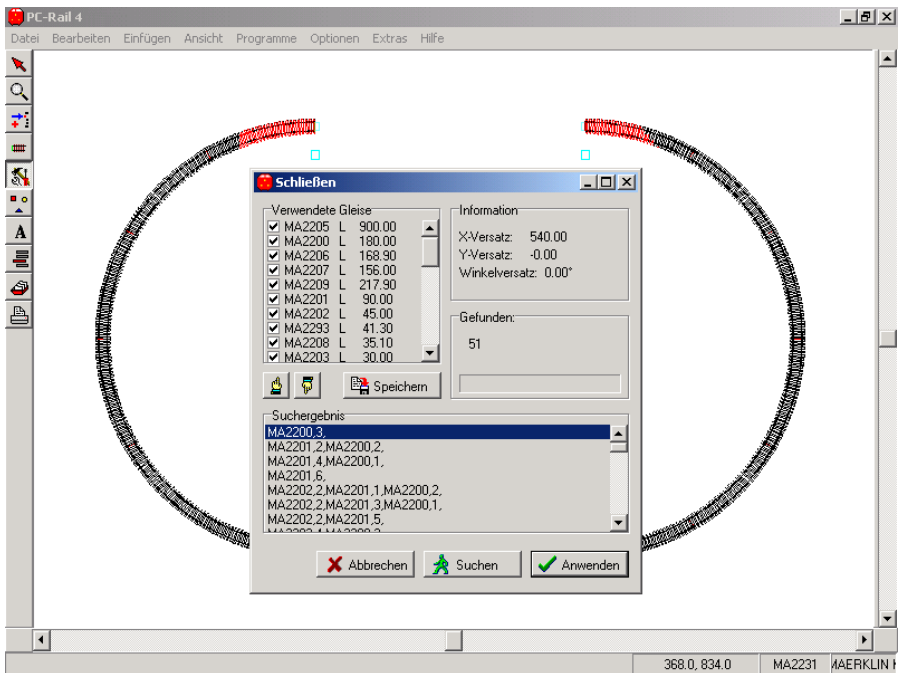 PC-Rail 4
Datei Bearbeiten Einfügen Ansicht Programme Optionen Extras Hilfe
A
Schließen
Verwendete Gleise
MA2205 L 900.00
MA2200 L 180.00
MA2206 L 168.90
MA2207 L 156.00
MA2209 L 217.90
MA2201 L 90.00
MA2202 L 45.00
MA2293 L 41.30
MA2208 L 35.10
MA2203 L 30.00
Information
X-Versatz: 540.00
Y-Versatz: -0.00
Winkelversatz: 0.00°
Gefunden:
51
Speichern
Suchergebnis
MA2200,3,
MA2201,2,MA2200,2,
MA2201,4,MA2200,1,
MA2201,6,
MA2202,2,MA2201,1,MA2200,2,
MA2202,2,MA2201,3,MA2200,1,
MA2202,2,MA2201,5,
Abbrechen Suchen Anwenden
368.0, 834.0 MA2231 MAERKLIN